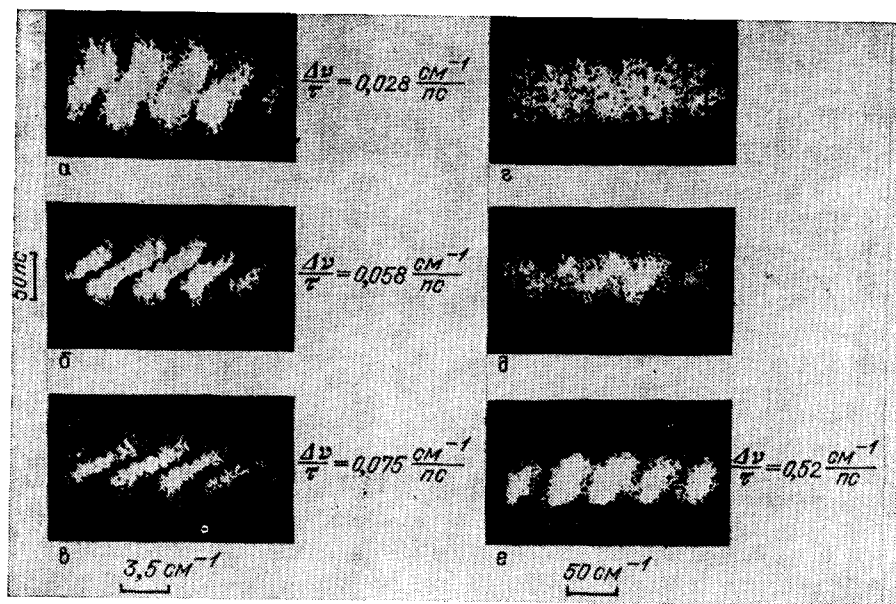 Δν/τ = 0,028 см⁻¹/пс
а
г
50 пс
Δν/τ = 0,058 см⁻¹/пс
б
д
Δν/τ = 0,075 см⁻¹/пс
Δν/τ = 0,52 см⁻¹/пс
в
е
3,5 см⁻¹
50 см⁻¹